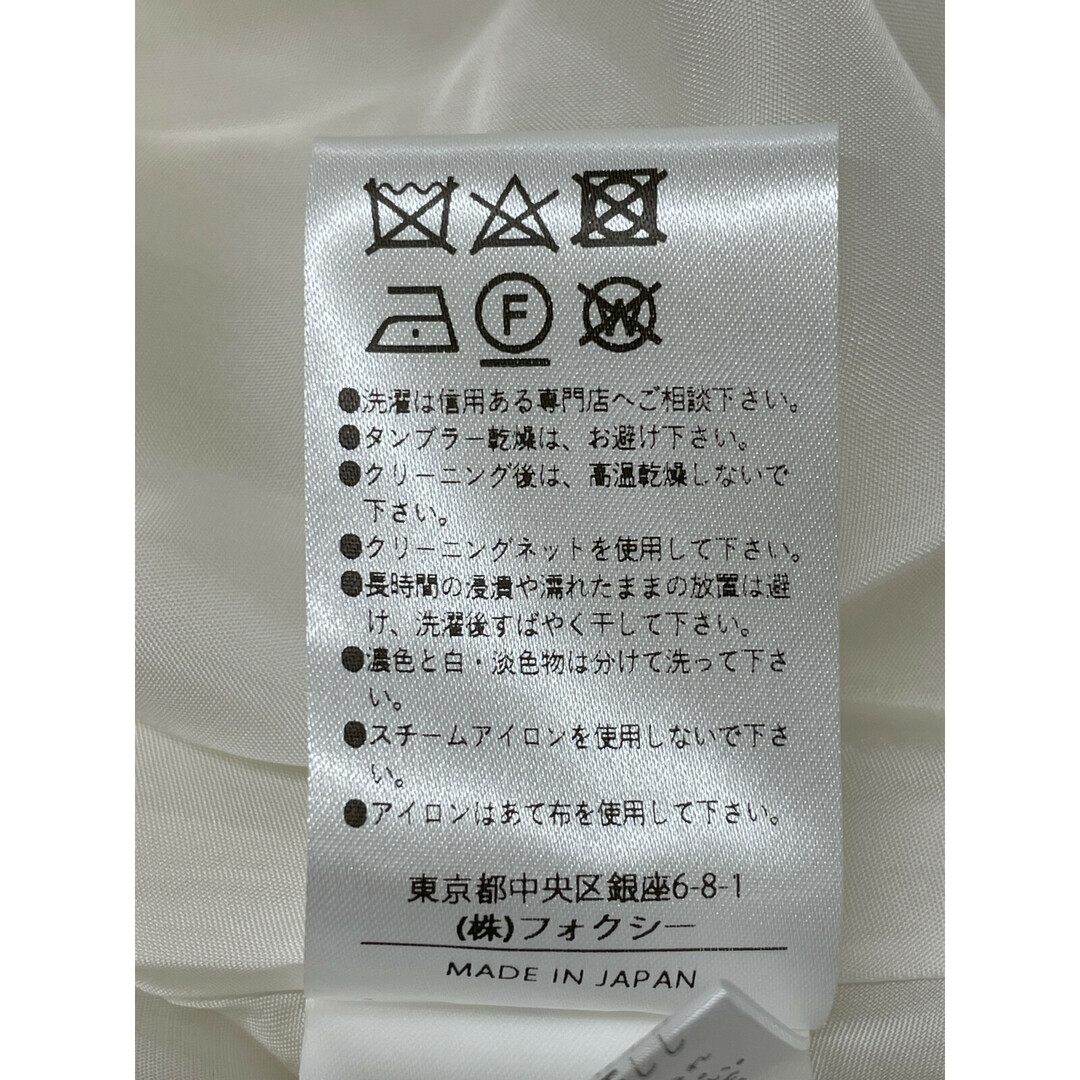 F W
●洗濯は信用ある専門店へご相談下さい。
●タンブラー乾燥は、お避け下さい。
●クリーニング後は、高温乾燥しないで
下さい。
●クリーニングネットを使用して下さい。
●長時間の浸漬や濡れたままの放置は避
け、洗濯後すばやく干して下さい。
●濃色と白・淡色物は分けて洗って下さ
い。
●スチームアイロンを使用しないで下さ
い。
●アイロンはあて布を使用して下さい。
東京都中央区銀座6-8-1
(株)フォクシー
MADE IN JAPAN